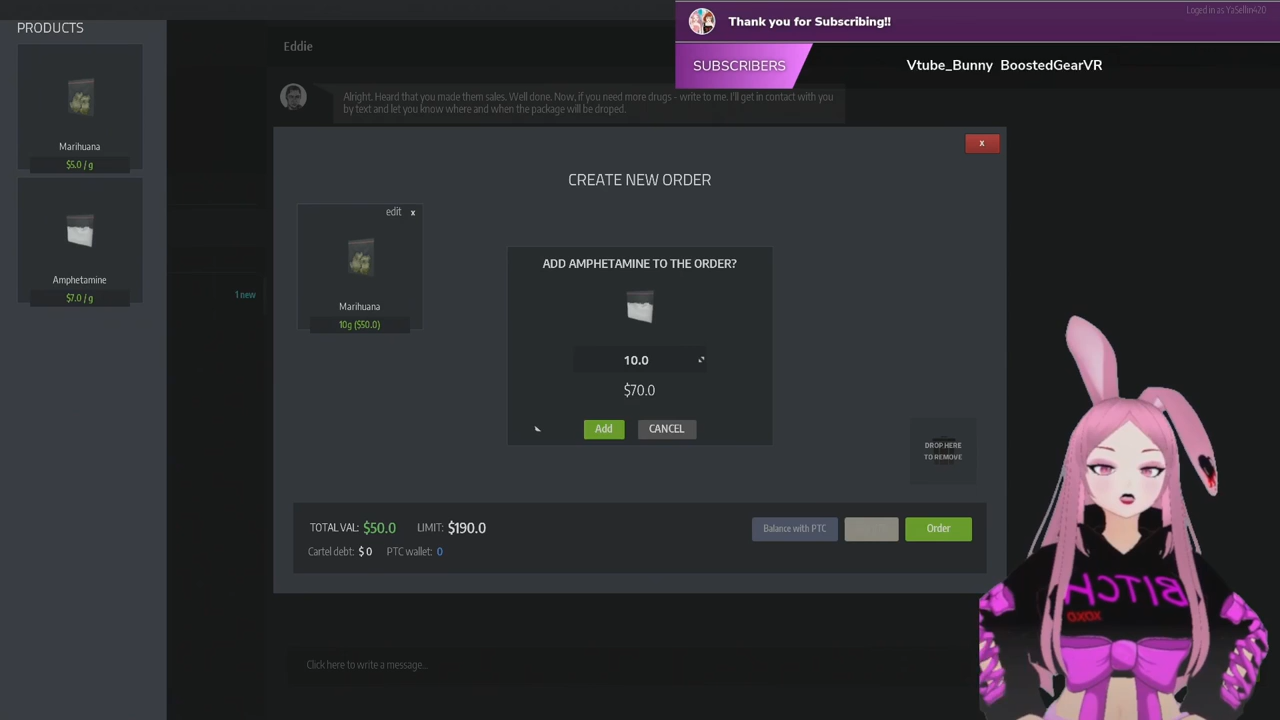 PRODUCTS
Marihuana
$5.0 / g
Amphetamine
$7.0 / g
1 new
Eddie
Alright. Heard that you made them sales. Well done. Now, if you need more drugs - write to me. I'll get in contact with you
by text and let you know where and when the package will be droped.
Thank you for Subscribing!!
Loged in as YaSellin420
SUBSCRIBERS
Vtube_Bunny BoostedGearVR
x
CREATE NEW ORDER
edit x
Marihuana
10g ($50.0)
ADD AMPHETAMINE TO THE ORDER?
10.0
$70.0
Add
CANCEL
DROP HERE
TO REMOVE
TOTAL VAL: $50.0 LIMIT: $190.0
Cartel debt: $ 0 PTC wallet: 0
Balance with PTC
Order
Click here to write a message...
BITCH
XOXO